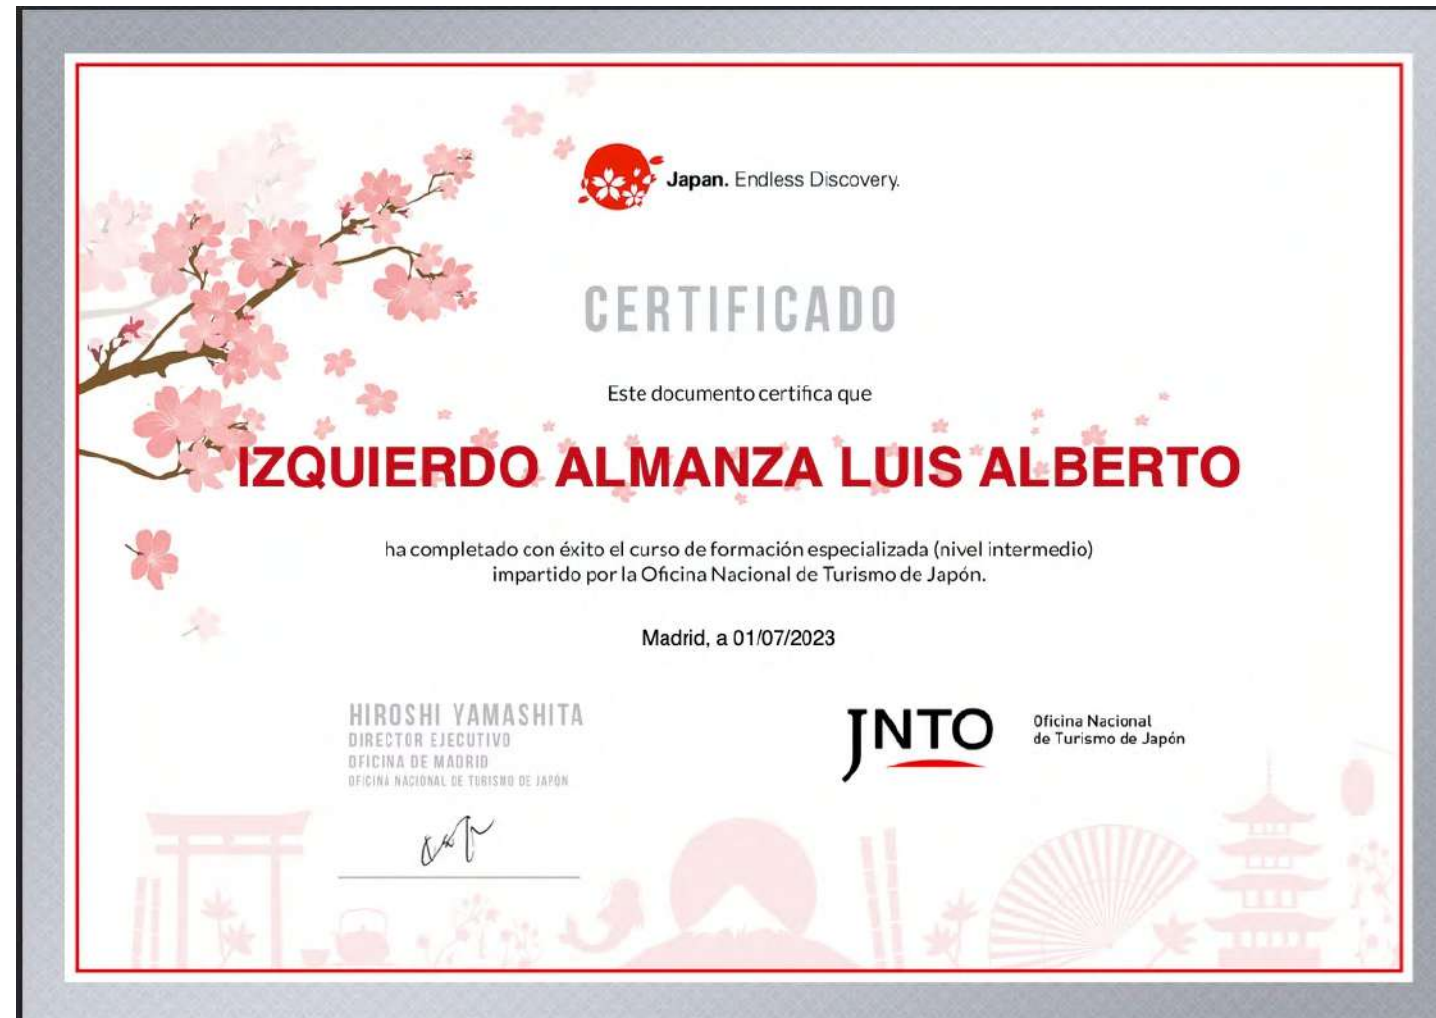 Japan. Endless Discovery.
CERTIFICADO
Este documento certifica que
IZQUIERDO ALMANZA LUIS ALBERTO
ha completado con éxito el curso de formación especializada (nivel intermedio)
impartido por la Oficina Nacional de Turismo de Japón.
Madrid, a 01/07/2023
HIROSHI YAMASHITA
DIRECTOR EJECUTIVO
OFICINA DE MADRID
OFICINA NACIONAL DE TURISMO DE JAPÓN
JNTO
Oficina Nacional
de Turismo de Japón